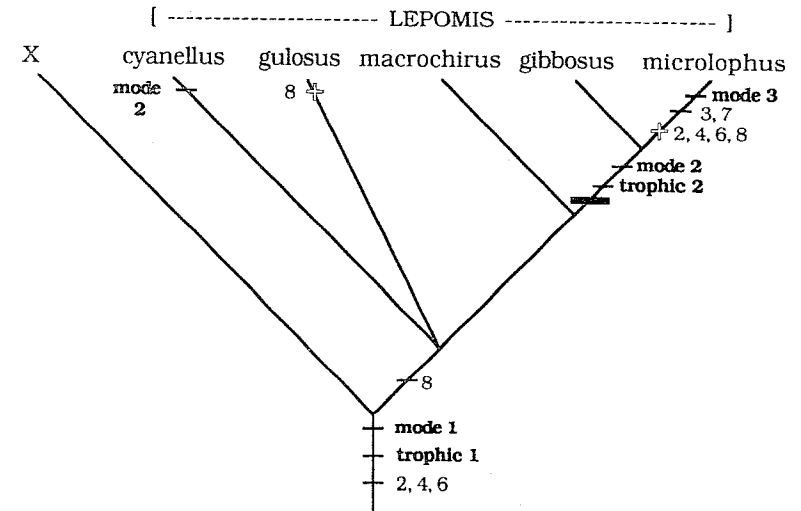 [ ---------------------- LEPOMIS ---------------------- ]
X cyanellus gulosus macrochirus gibbosus microlophus
mode
2
8
mode 3
3, 7
2, 4, 6, 8
mode 2
trophic 2
8
mode 1
trophic 1
2, 4, 6